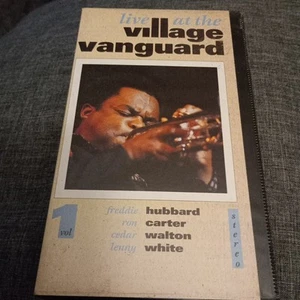 live at the
village
vanguard
freddie hubbard
ron carter
cedar walton
lenny white
1
vol
stereo